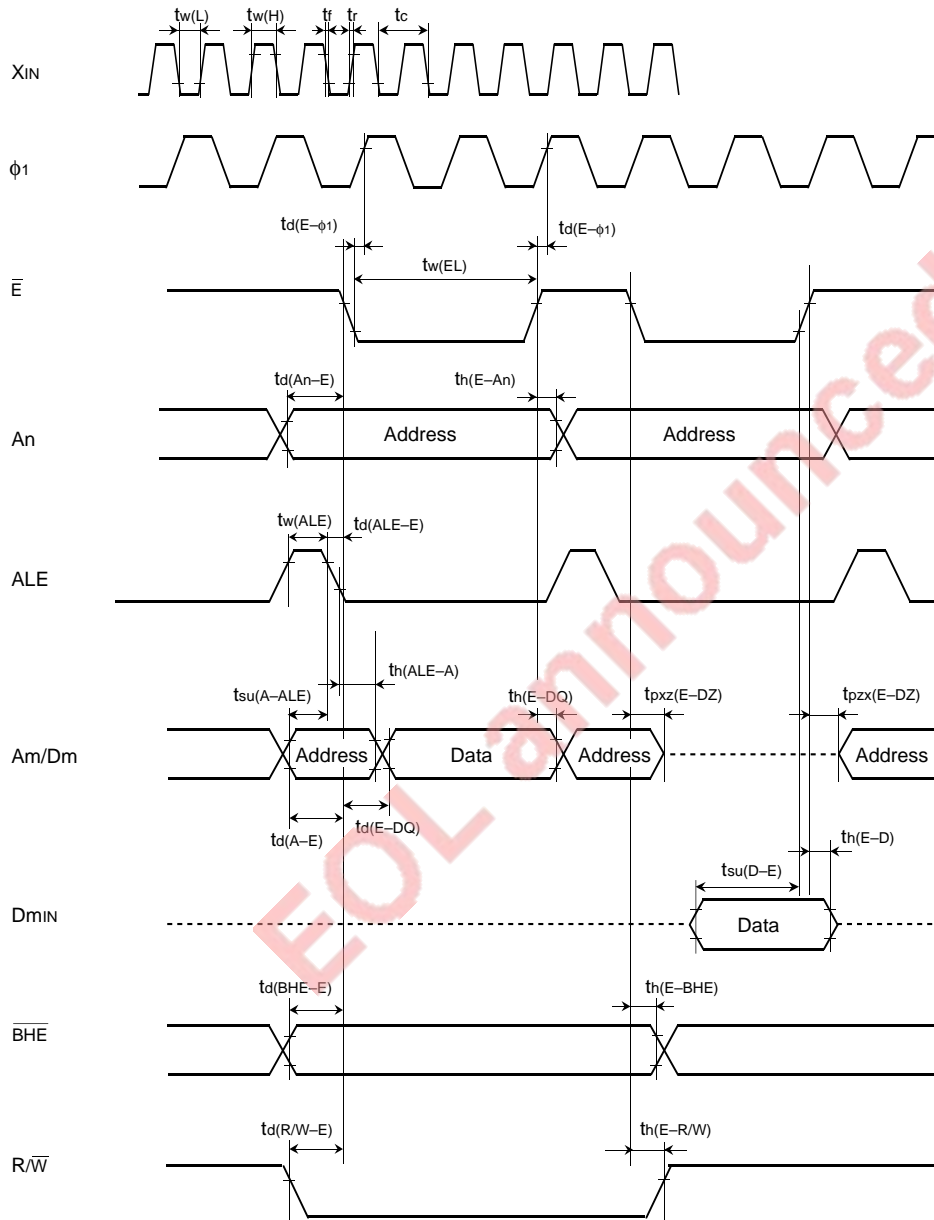 tw(L) tw(H) tf tr tc
XIN
ϕ1
td(E–ϕ1) td(E–ϕ1)
tw(EL)
E̅
td(An–E) th(E–An)
An Address Address
tw(ALE) td(ALE–E)
ALE
th(ALE–A)
tsu(A–ALE) th(E–DQ) tpxz(E–DZ) tpzx(E–DZ)
Am/Dm Address Data Address Address
td(A–E) td(E–DQ)
th(E–D)
tsu(D–E)
DmIN Data
td(BHE–E) th(E–BHE)
B̅H̅E̅
td(R/W–E) th(E–R/W)
R/W̅
EOL announced